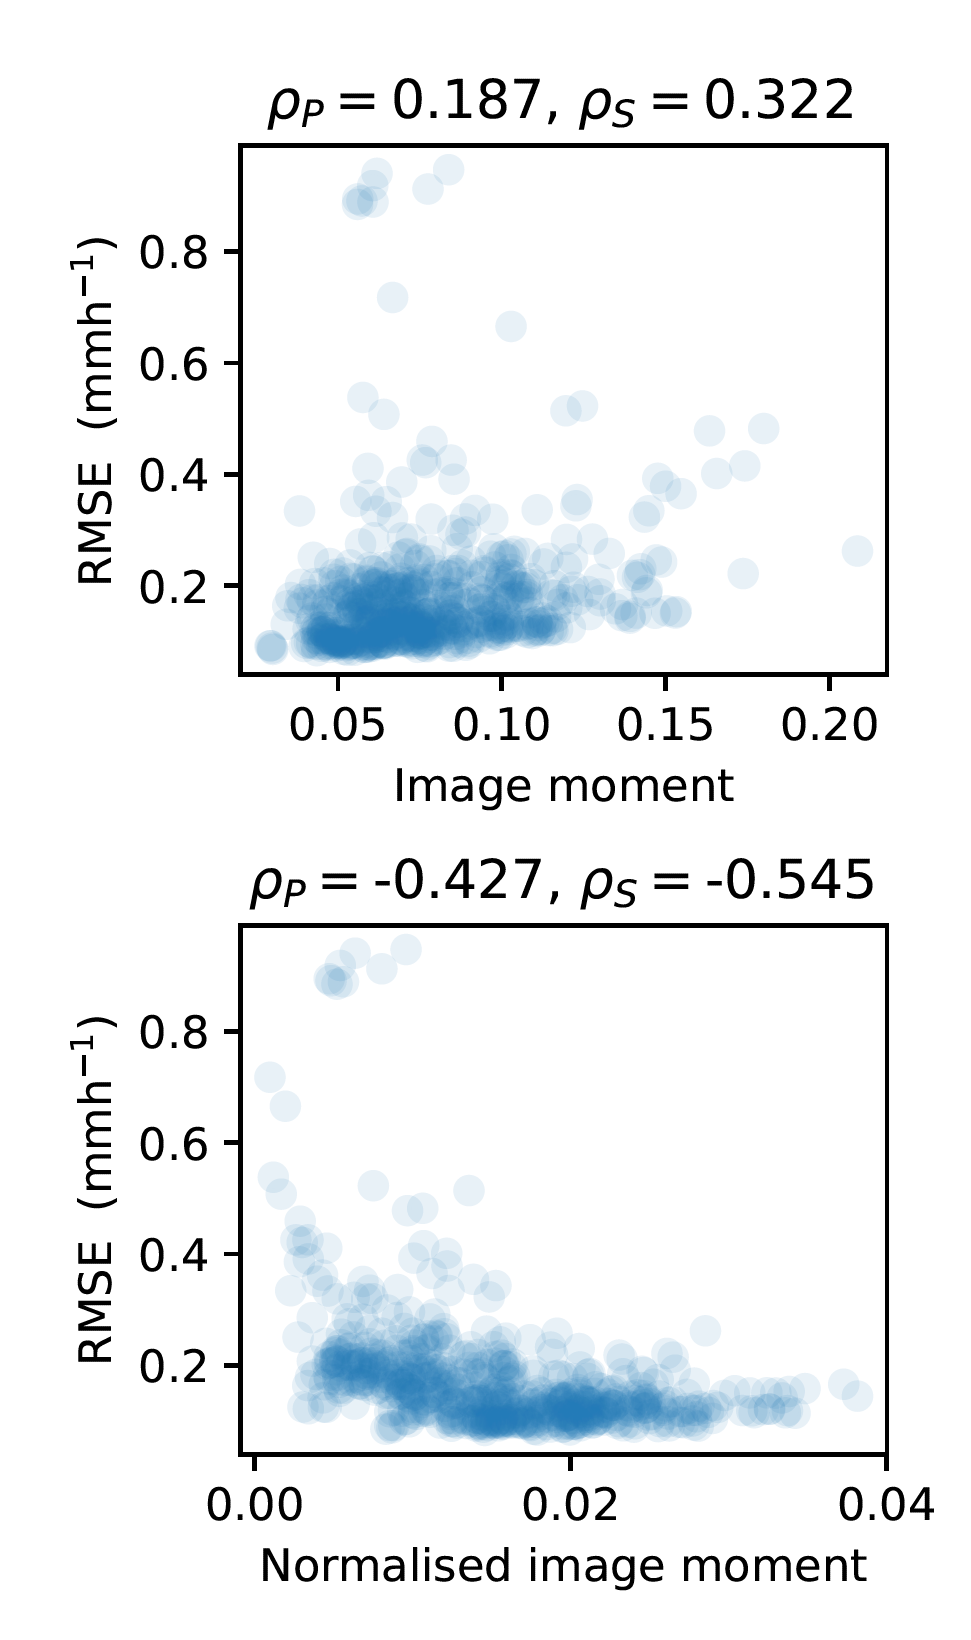 ρP = 0.187, ρS = 0.322
RMSE (mmh⁻¹)
0.8
0.6
0.4
0.2
0.05 0.10 0.15 0.20
Image moment
ρP = -0.427, ρS = -0.545
RMSE (mmh⁻¹)
0.8
0.6
0.4
0.2
0.00 0.02 0.04
Normalised image moment